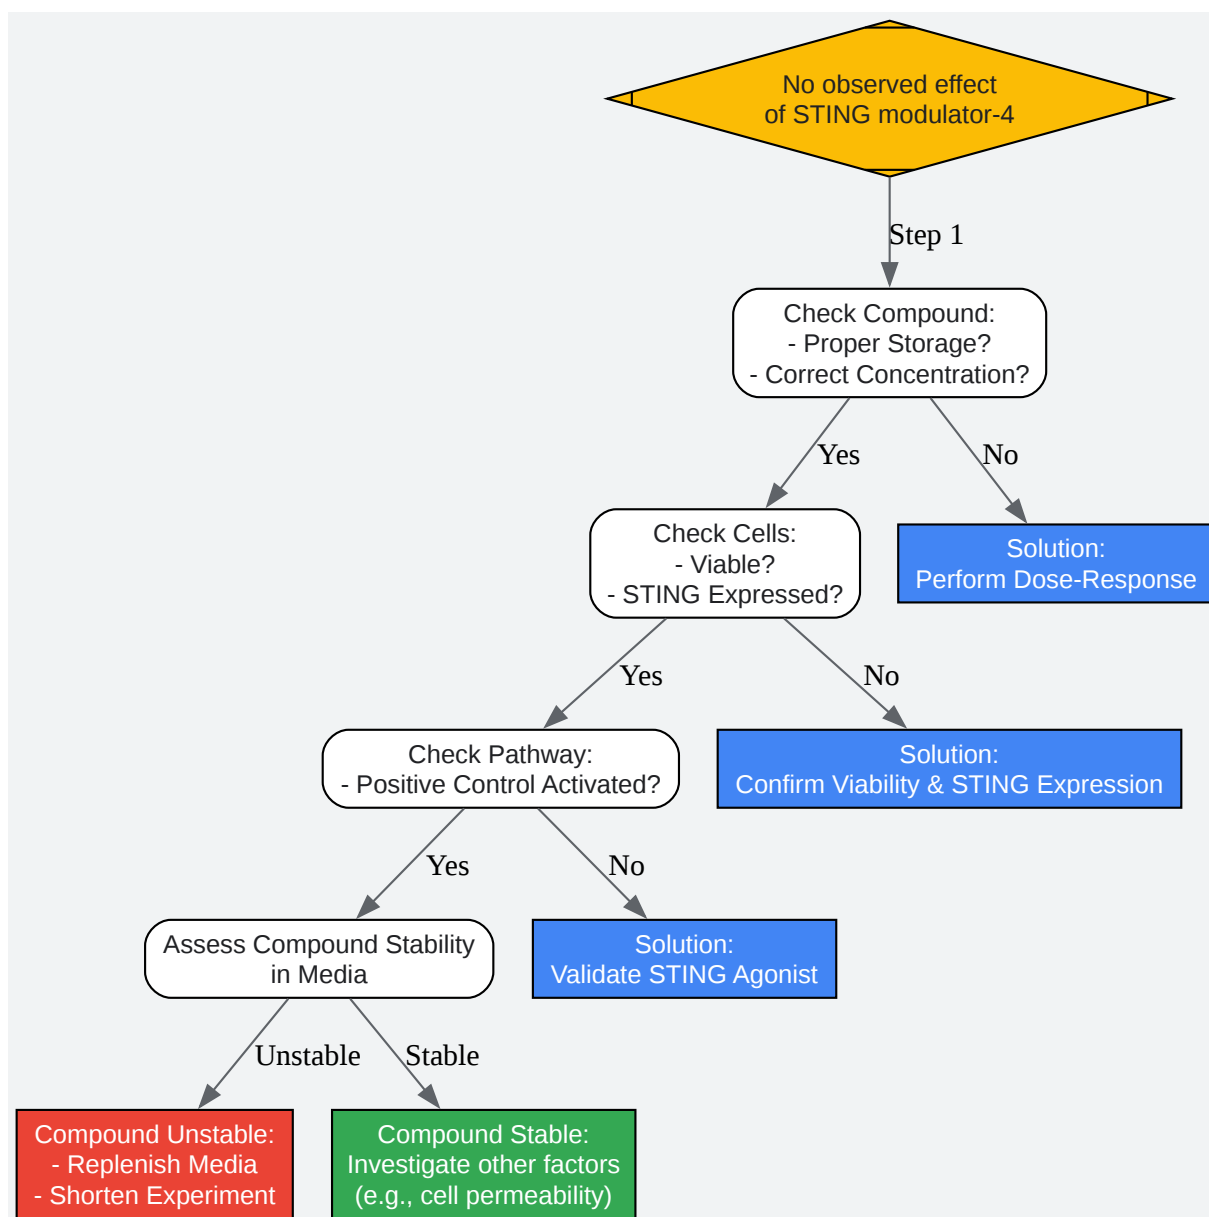 No observed effect
of STING modulator-4
Step 1
Check Compound:
- Proper Storage?
- Correct Concentration?
Yes
No
Check Cells:
- Viable?
- STING Expressed?
Solution:
Perform Dose-Response
Yes
No
Check Pathway:
- Positive Control Activated?
Solution:
Confirm Viability & STING Expression
Yes
No
Assess Compound Stability
in Media
Solution:
Validate STING Agonist
Unstable
Stable
Compound Unstable:
- Replenish Media
- Shorten Experiment
Compound Stable:
Investigate other factors
(e.g., cell permeability)